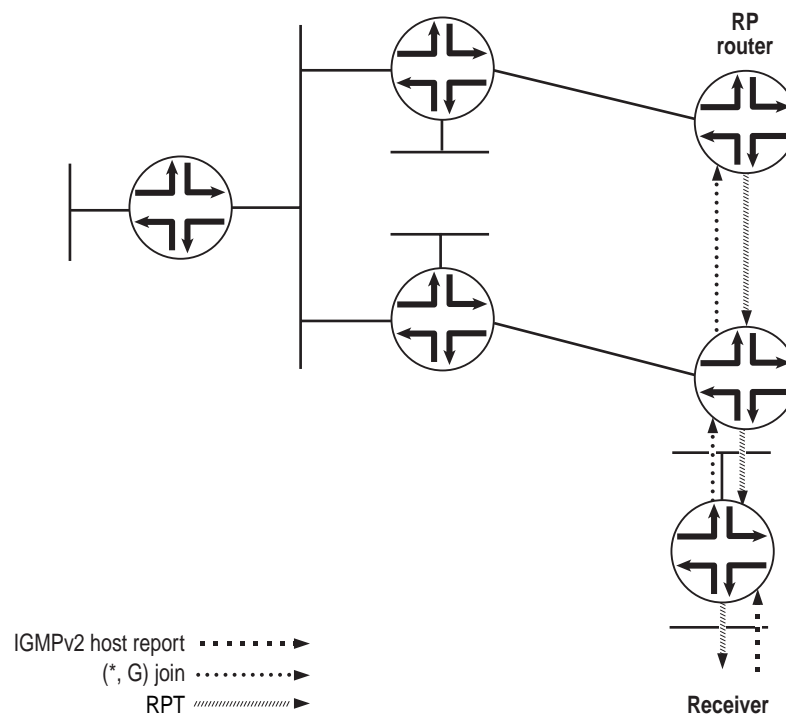 RP
router
IGMPv2 host report
(*, G) join
RPT
Receiver